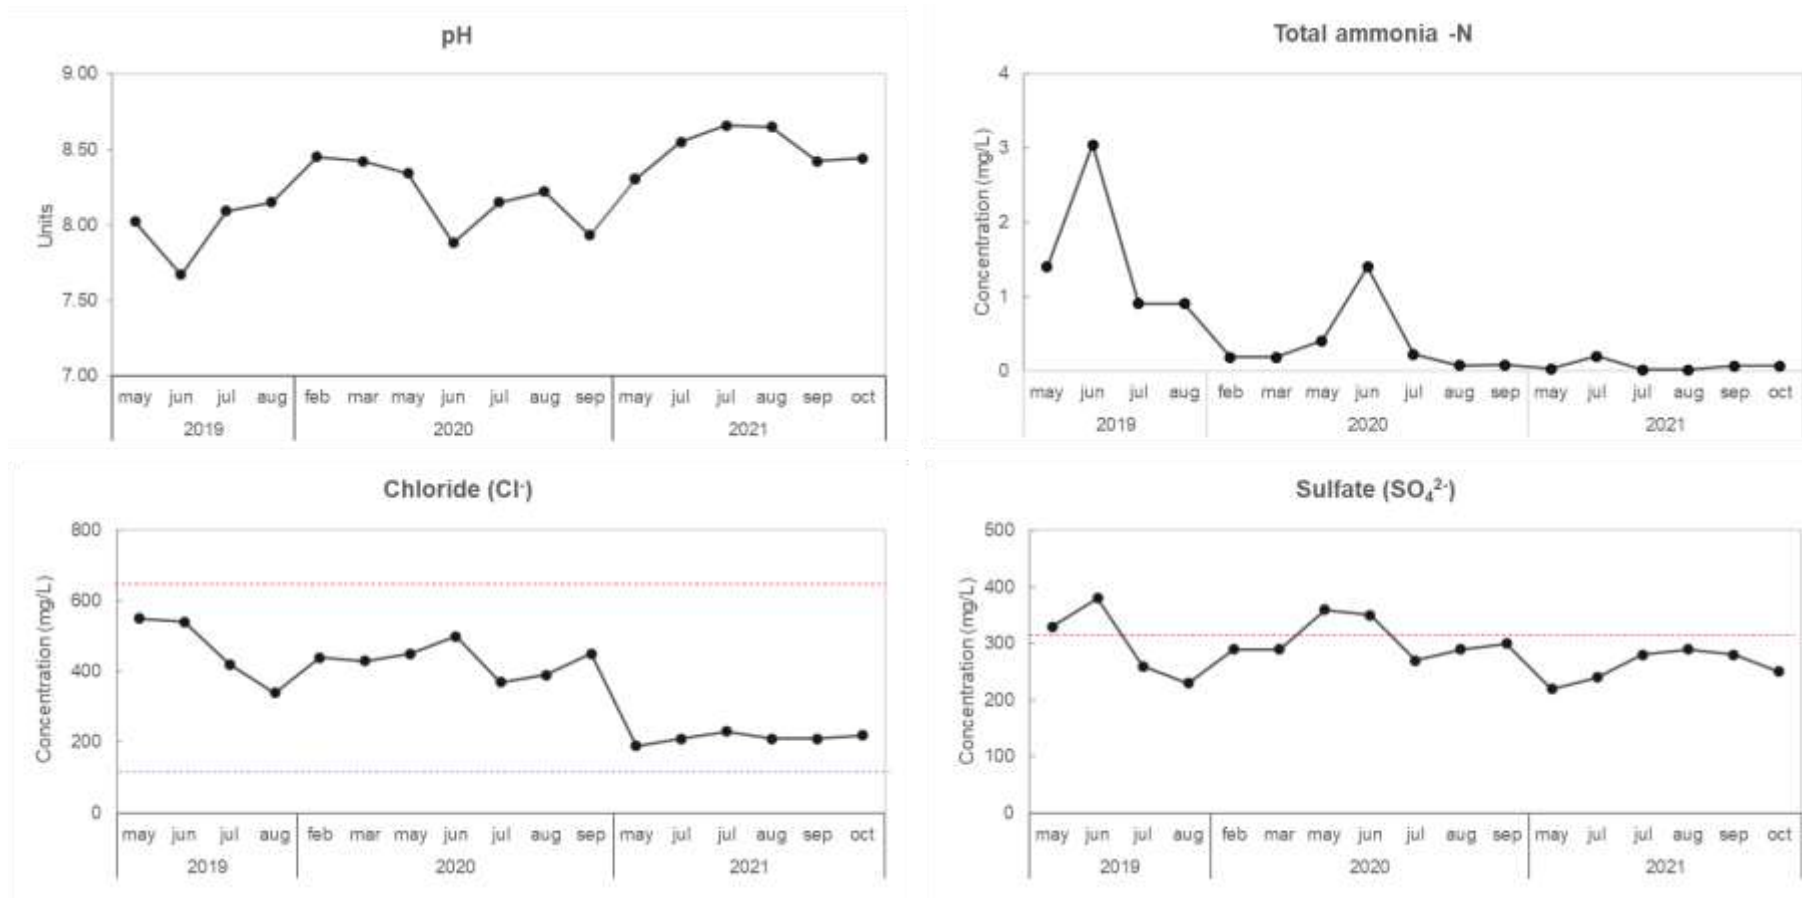 pH
9.00
8.50
8.00
7.50
7.00
Units
may jun jul aug feb mar may jun jul aug sep may jul jul aug sep oct
2019 2020 2021
Total ammonia -N
4
3
2
1
0
Concentration (mg/L)
may jun jul aug feb mar may jun jul aug sep may jul jul aug sep oct
2019 2020 2021
Chloride (Cl-)
800
600
400
200
0
Concentration (mg/L)
may jun jul aug feb mar may jun jul aug sep may jul jul aug sep oct
2019 2020 2021
Sulfate (SO₄²⁻)
500
400
300
200
100
0
Concentration (mg/L)
may jun jul aug feb mar may jun jul aug sep may jul jul aug sep oct
2019 2020 2021